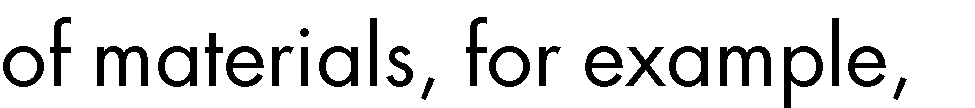 of materials, for example,